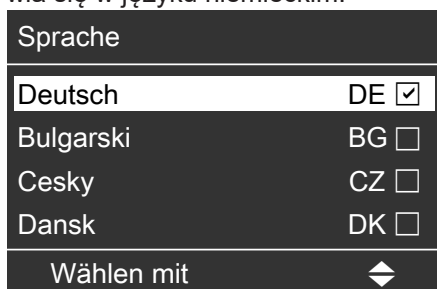 Sprache
Deutsch DE
Bulgarski BG
Cesky CZ
Dansk DK
Wählen mit